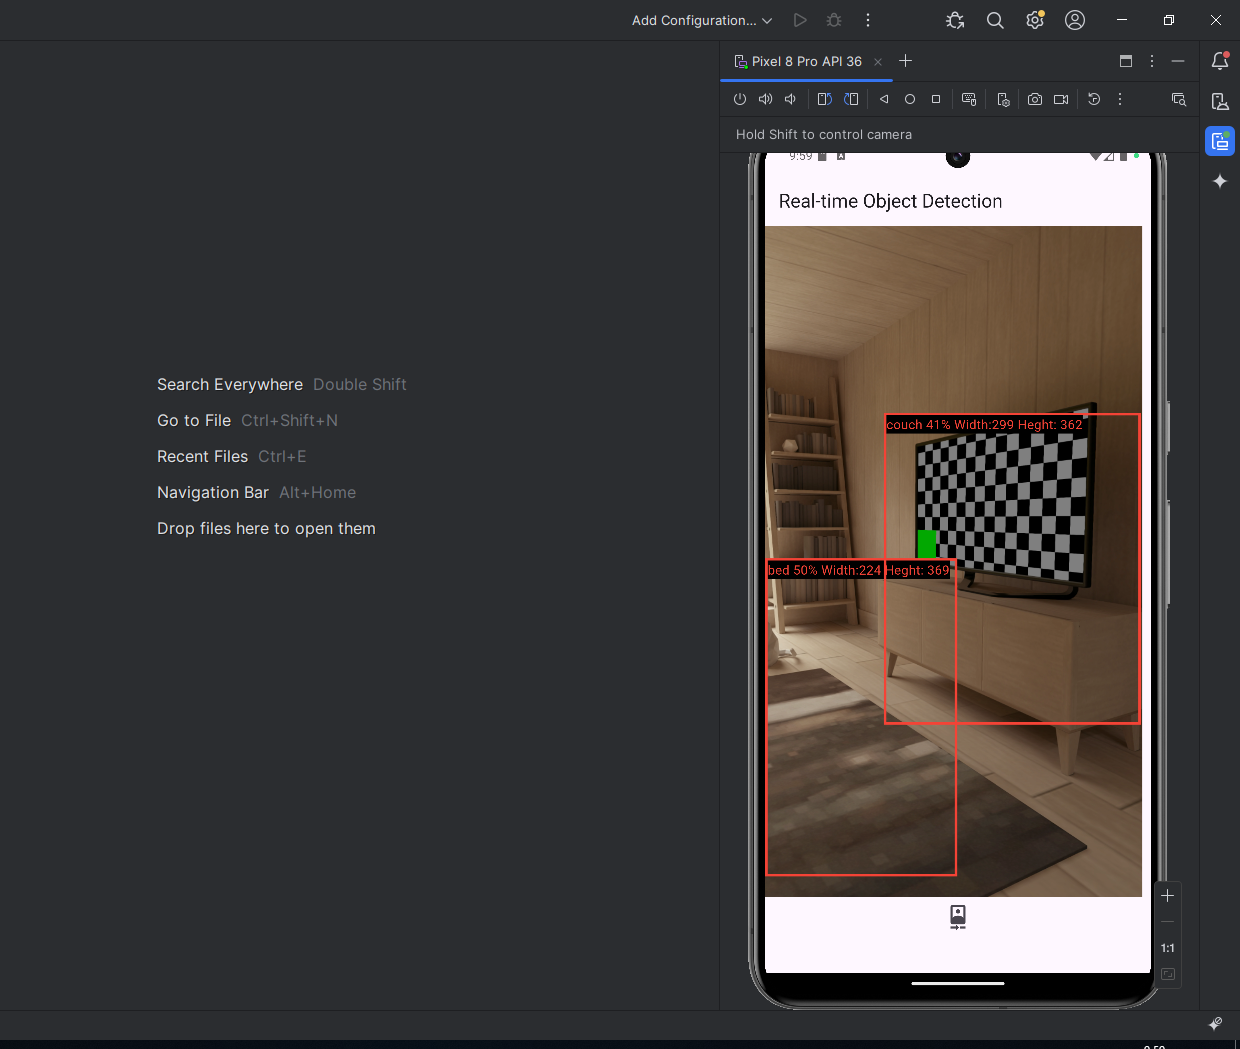 Add Configuration...
Pixel 8 Pro API 36
Hold Shift to control camera
9:59
Real-time Object Detection
Search Everywhere Double Shift
Go to File Ctrl+Shift+N
Recent Files Ctrl+E
Navigation Bar Alt+Home
Drop files here to open them
couch 41% Width:299 Heght: 362
bed 50% Width:224 Heght: 369
1:1